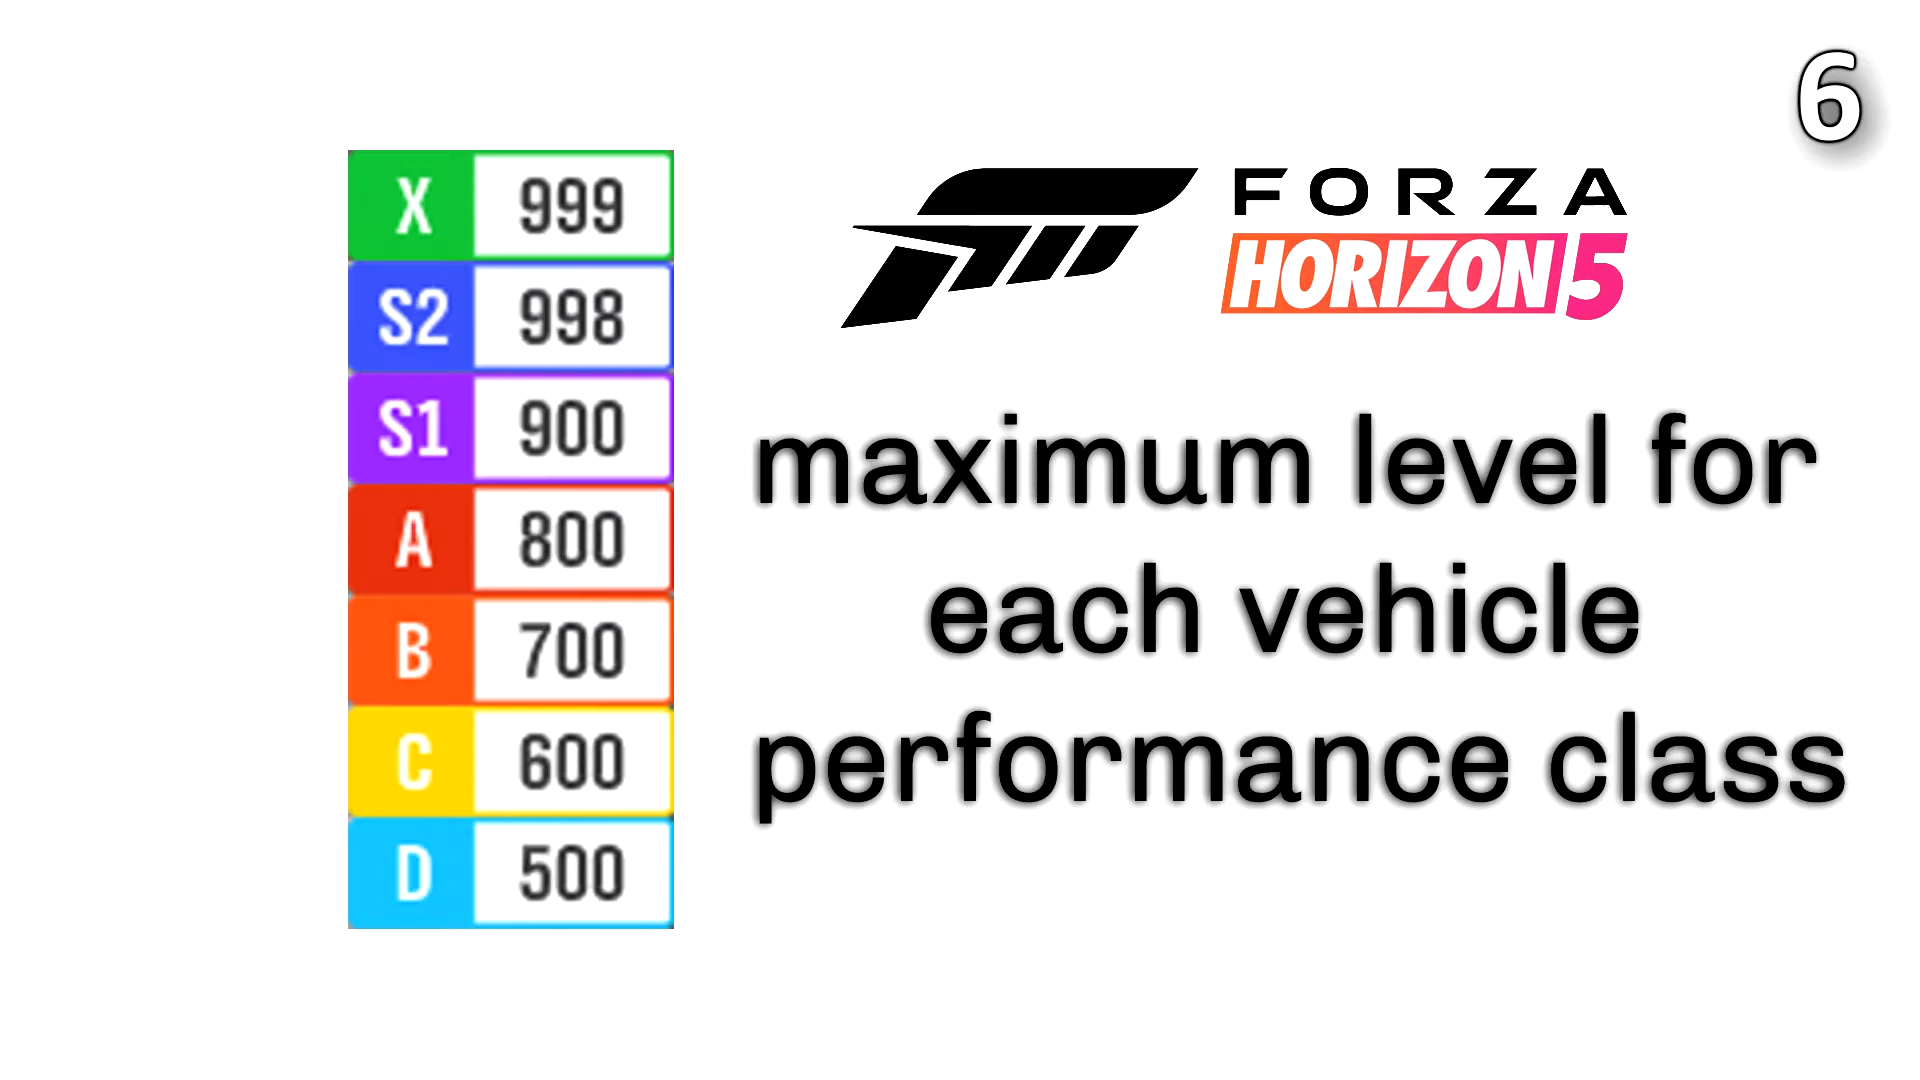 6
X 999
S2 998
S1 900
A 800
B 700
C 600
D 500
FORZA
HORIZON 5
maximum level for
each vehicle
performance class